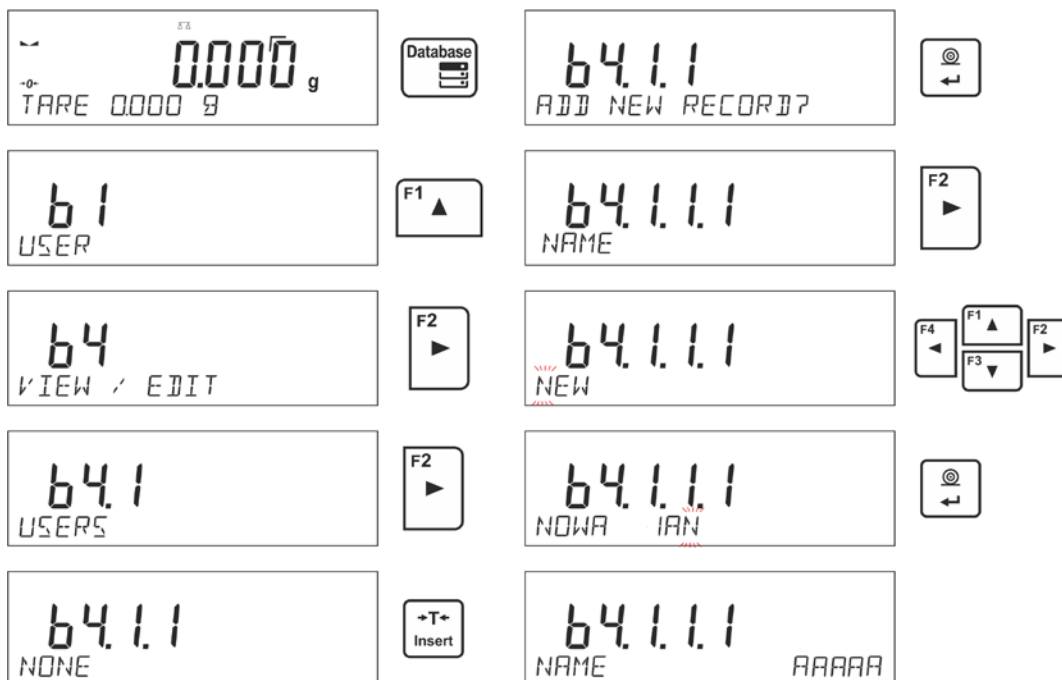 0.000 g
→0←
TARE 0.000 g
Database
b1
USER
F1
b4
VIEW / EDIT
F2
b4.1
USERS
F2
b4.1.1
NONE
→T←
Insert
b4.1.1
ADD NEW RECORD?
b4.1.1.1
NAME
F2
b4.1.1.1
NEW
F4 F1 F2
F3
b4.1.1.1
NOWA IAN
b4.1.1.1
NAME AAAAA